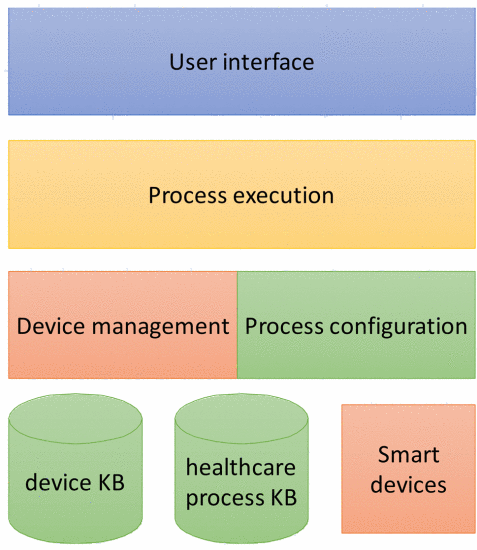 User interface
Process execution
Device management
Process configuration
device KB
healthcare
process KB
Smart
devices